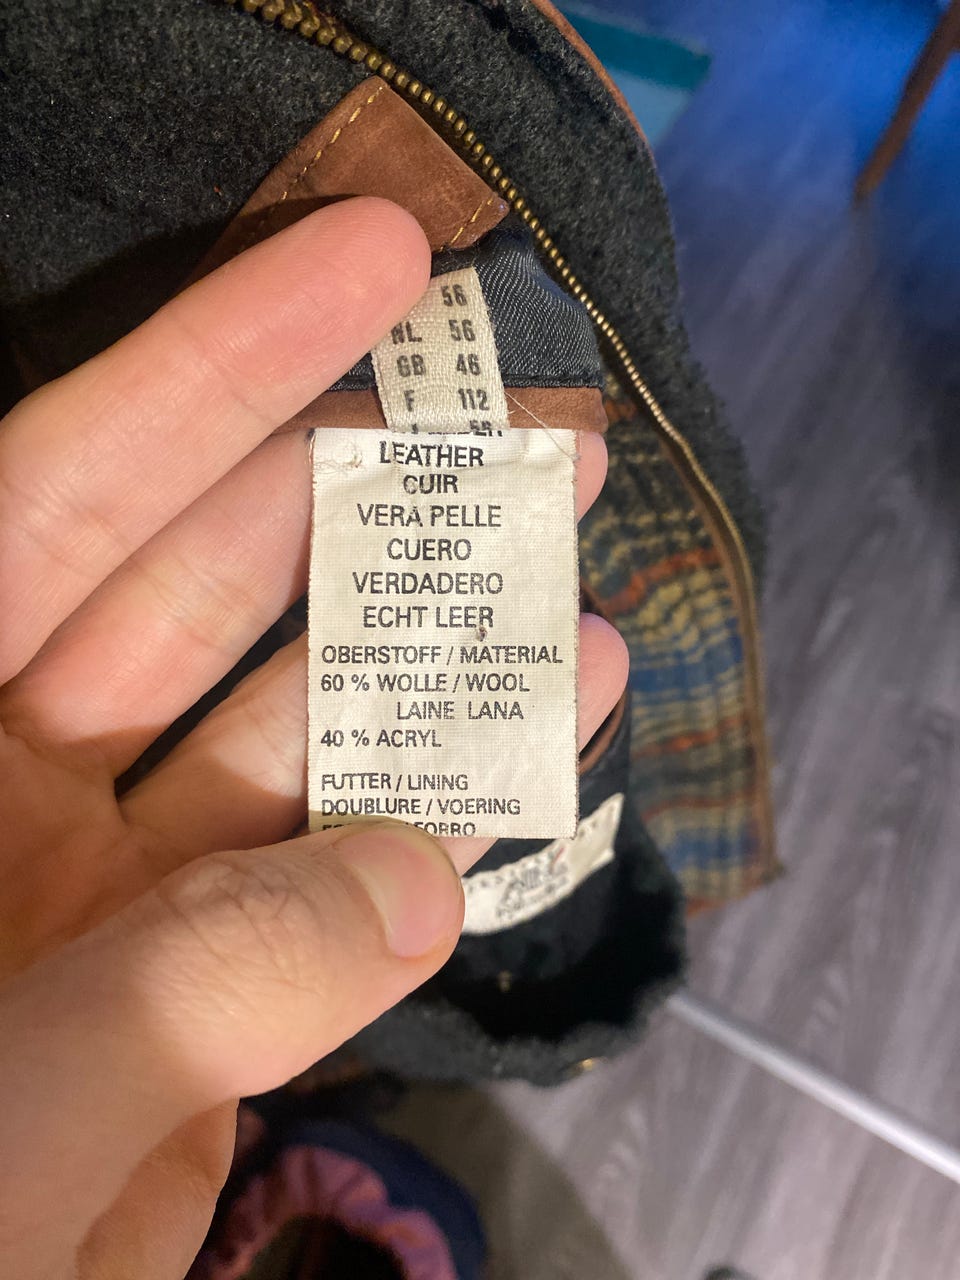 56
NL 56
GB 46
F 112
LEATHER
CUIR
VERA PELLE
CUERO
VERDADERO
ECHT LEER
OBERSTOFF / MATERIAL
60 % WOLLE / WOOL
LAINE LANA
40 % ACRYL
FUTTER / LINING
DOUBLURE / VOERING
FORRO